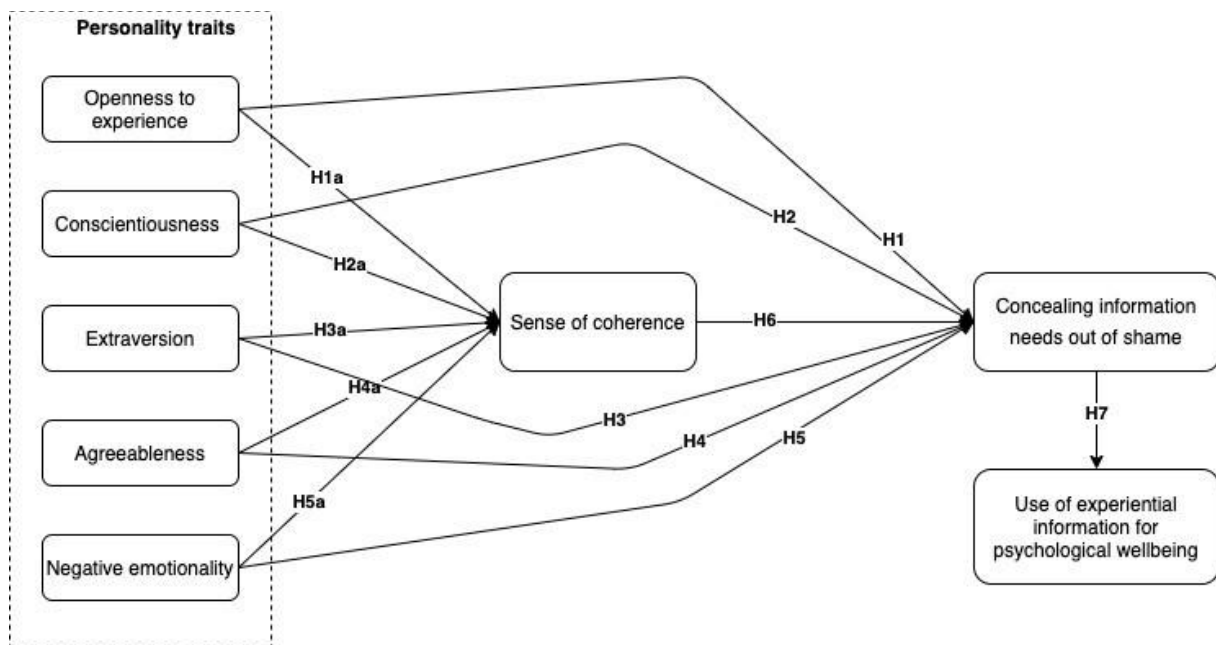 Personality traits
Openness to
experience
Conscientiousness
Extraversion
Agreeableness
Negative emotionality
H1a
H2a
H3a
H4a
H5a
Sense of coherence
H1
H2
H6
H3
H4
H5
Concealing information
needs out of shame
H7
Use of experiential
information for
psychological wellbeing